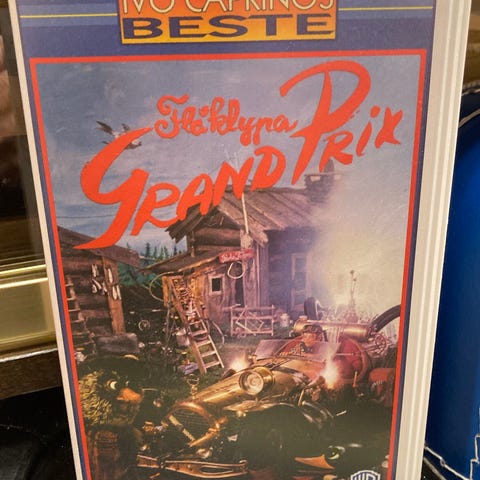 IVO CAPRINOS
BESTE
Flåklypa
GRAND PRIX